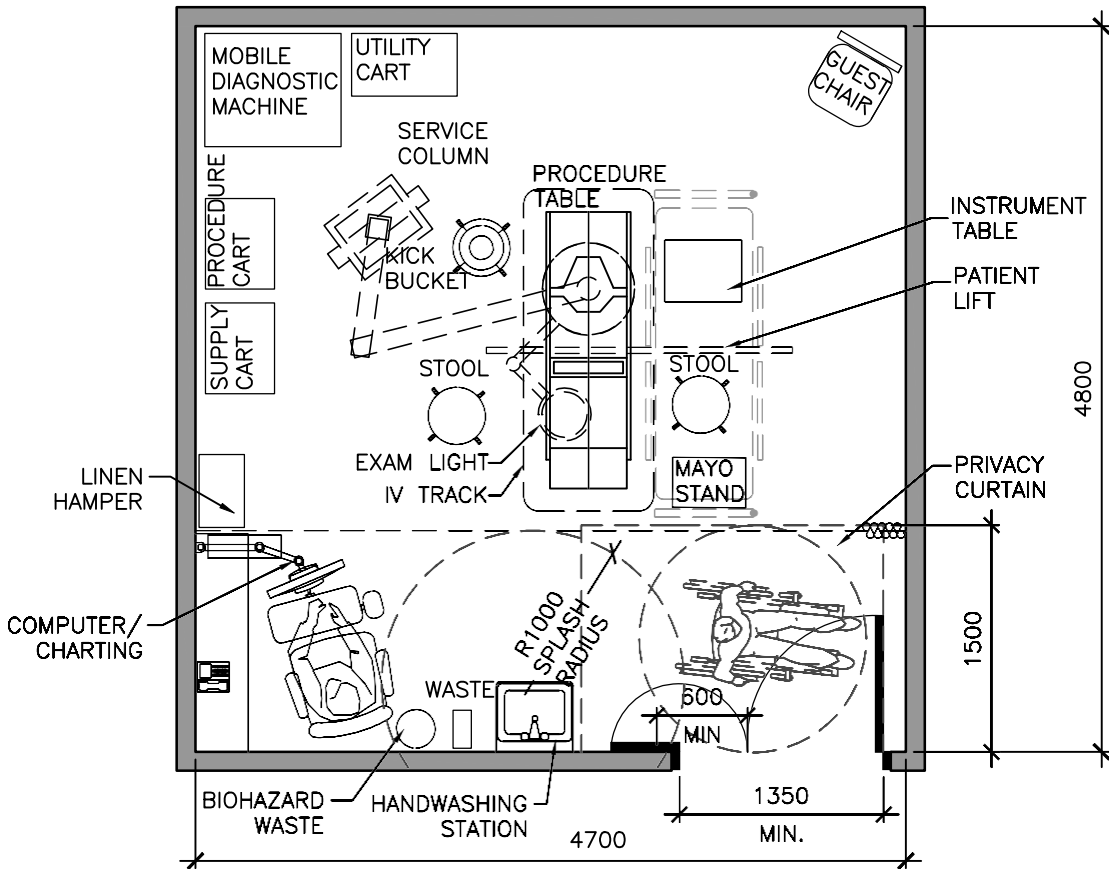 MOBILE
DIAGNOSTIC
MACHINE
UTILITY
CART
GUEST
CHAIR
SERVICE
COLUMN
PROCEDURE
TABLE
PROCEDURE
CART
KICK
BUCKET
INSTRUMENT
TABLE
PATIENT
LIFT
SUPPLY
CART
STOOL
STOOL
4800
EXAM LIGHT
IV TRACK
MAYO
STAND
PRIVACY
CURTAIN
LINEN
HAMPER
COMPUTER/
CHARTING
R1000
SPLASH
RADIUS
1500
WASTE
600
MIN
BIOHAZARD
WASTE
HANDWASHING
STATION
1350
MIN.
4700